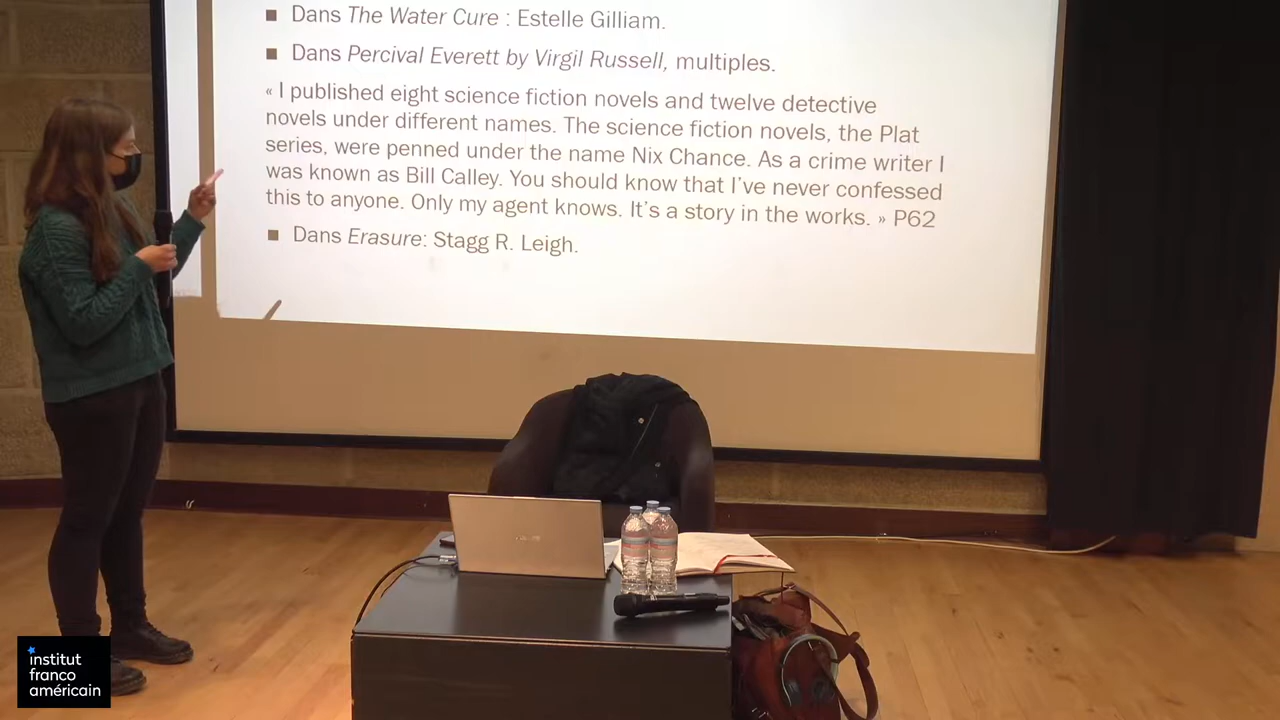 ■ Dans The Water Cure : Estelle Gilliam.
■ Dans Percival Everett by Virgil Russell, multiples.
« I published eight science fiction novels and twelve detective
novels under different names. The science fiction novels, the Plat
series, were penned under the name Nix Chance. As a crime writer I
was known as Bill Calley. You should know that I've never confessed
this to anyone. Only my agent knows. It's a story in the works. » P62
■ Dans Erasure: Stagg R. Leigh.
institut
franco
américain